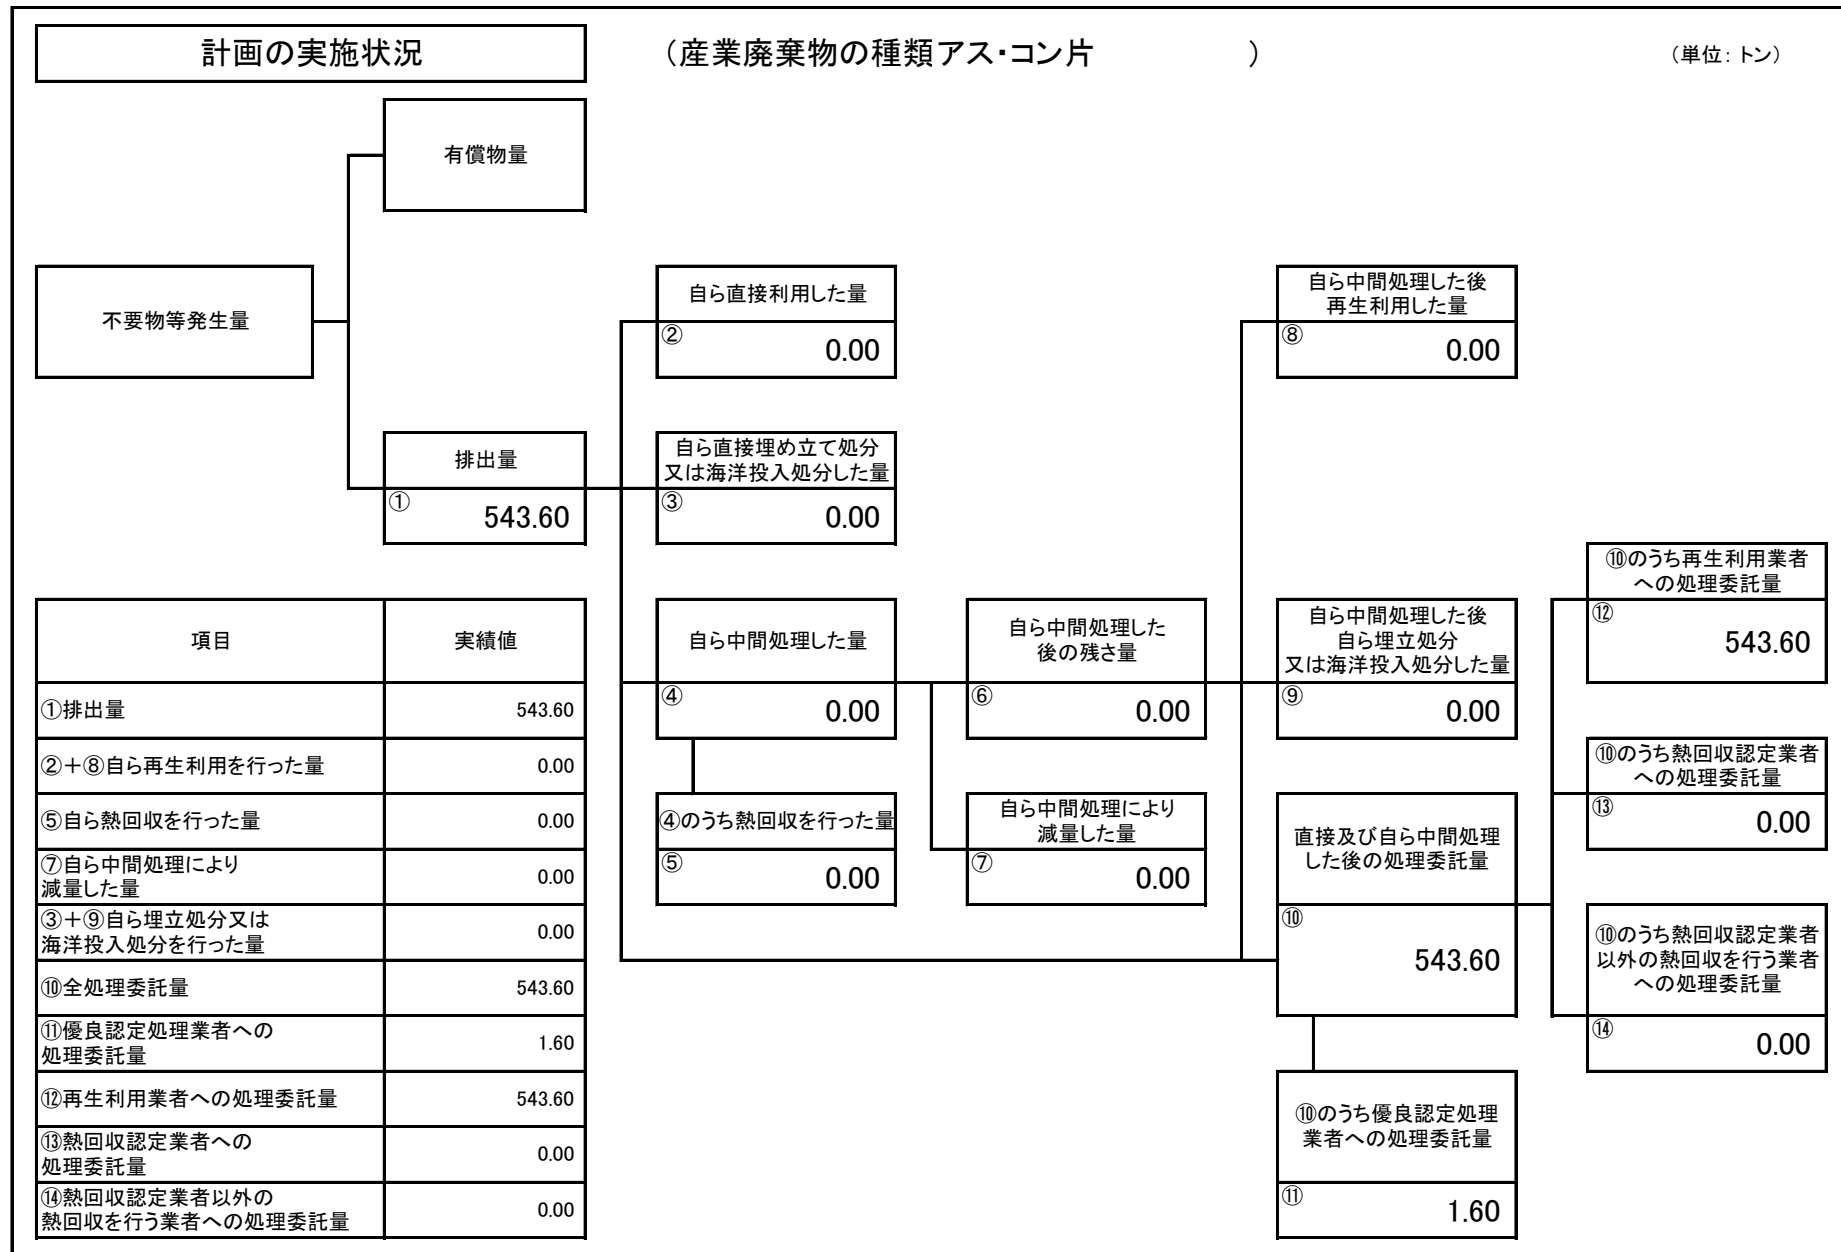 計画の実施状況
（産業廃棄物の種類アス・コン片　　　　　）
（単位：トン）
有償物量
不要物等発生量
自ら直接利用した量
②
0.00
自ら中間処理した後
再生利用した量
⑧
0.00
排出量
①
543.60
自ら直接埋め立て処分
又は海洋投入処分した量
③
0.00
⑩のうち再生利用業者
への処理委託量
⑫
543.60
自ら中間処理した量
④
0.00
自ら中間処理した
後の残さ量
⑥
0.00
自ら中間処理した後
自ら埋立処分
又は海洋投入処分した量
⑨
0.00
⑩のうち熱回収認定業者
への処理委託量
⑬
0.00
④のうち熱回収を行った量
⑤
0.00
自ら中間処理により
減量した量
⑦
0.00
直接及び自ら中間処理
した後の処理委託量
⑩
543.60
⑩のうち熱回収認定業者
以外の熱回収を行う業者
への処理委託量
⑭
0.00
⑩のうち優良認定処理
業者への処理委託量
⑪
1.60
項目 実績値
①排出量 543.60
②＋⑧自ら再生利用を行った量 0.00
⑤自ら熱回収を行った量 0.00
⑦自ら中間処理により
減量した量 0.00
③＋⑨自ら埋立処分又は
海洋投入処分を行った量 0.00
⑩全処理委託量 543.60
⑪優良認定処理業者への
処理委託量 1.60
⑫再生利用業者への処理委託量 543.60
⑬熱回収認定業者への
処理委託量 0.00
⑭熱回収認定業者以外の
熱回収を行う業者への処理委託量 0.00